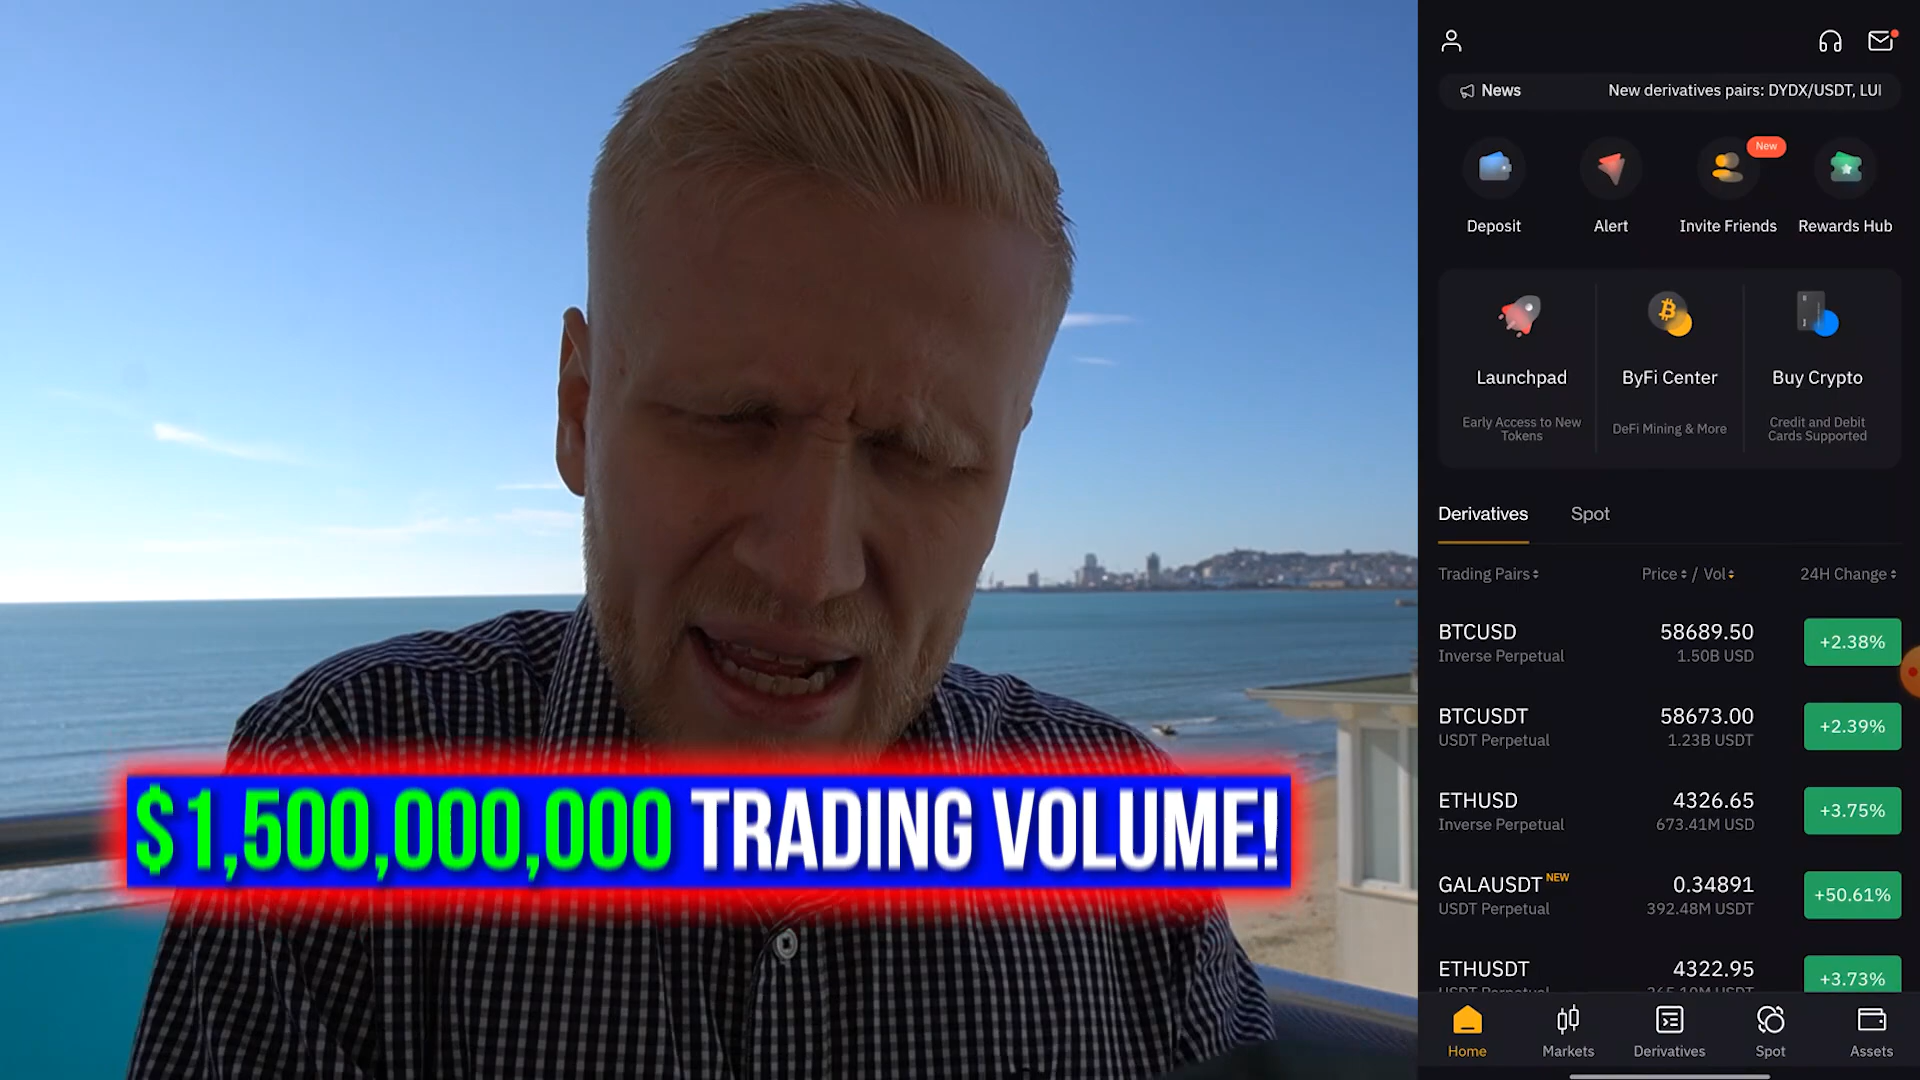 News New derivatives pairs: DYDX/USDT, LUI
New
Deposit Alert Invite Friends Rewards Hub
Launchpad ByFi Center Buy Crypto
Early Access to New Tokens DeFi Mining & More Credit and Debit Cards Supported
Derivatives Spot
Trading Pairs Price / Vol 24H Change
BTCUSD 58689.50 +2.38%
Inverse Perpetual 1.50B USD
BTCUSDT 58673.00 +2.39%
USDT Perpetual 1.23B USDT
$1,500,000,000 TRADING VOLUME!
ETHUSD 4326.65 +3.75%
Inverse Perpetual 673.41M USD
GALAUSDT NEW 0.34891 +50.61%
USDT Perpetual 392.48M USDT
ETHUSDT 4322.95 +3.73%
Home Markets Derivatives Spot Assets